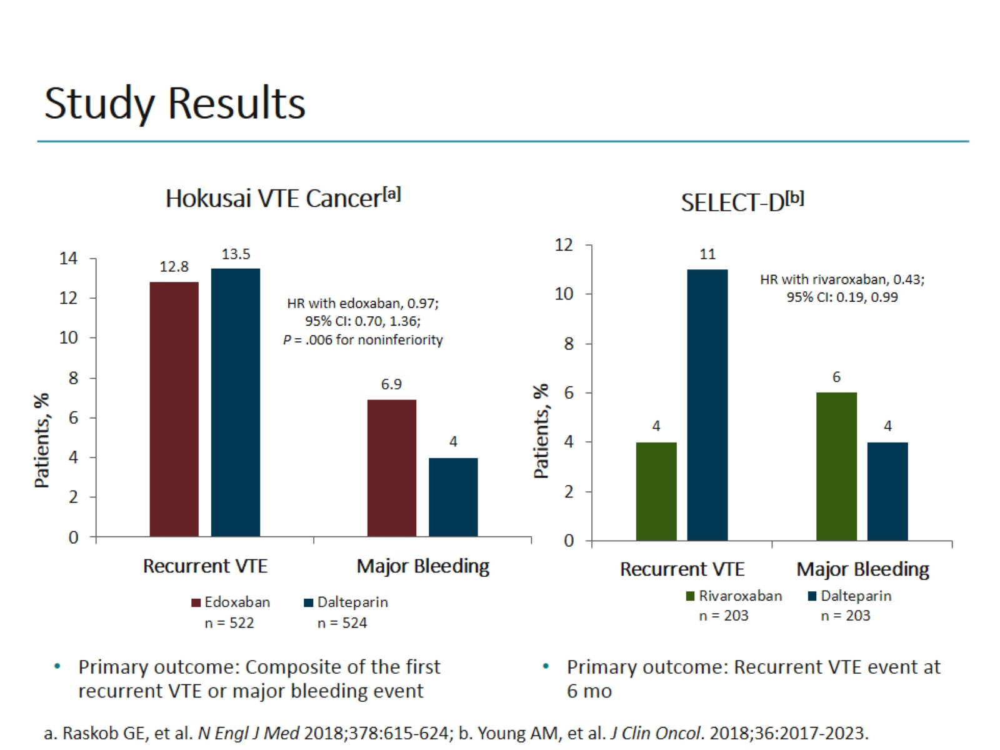 Study Results
Hokusai VTE Cancer[a]
14
12
10
8
6
4
2
0
Patients, %
12.8
13.5
HR with edoxaban, 0.97;
95% CI: 0.70, 1.36;
P = .006 for noninferiority
6.9
4
Recurrent VTE
Major Bleeding
Edoxaban
n = 522
Dalteparin
n = 524
Primary outcome: Composite of the first
recurrent VTE or major bleeding event
SELECT-D[b]
12
10
8
6
4
2
0
Patients, %
4
11
HR with rivaroxaban, 0.43;
95% CI: 0.19, 0.99
6
4
Recurrent VTE
Major Bleeding
Rivaroxaban
n = 203
Dalteparin
n = 203
Primary outcome: Recurrent VTE event at
6 mo
a. Raskob GE, et al. N Engl J Med 2018;378:615-624; b. Young AM, et al. J Clin Oncol. 2018;36:2017-2023.